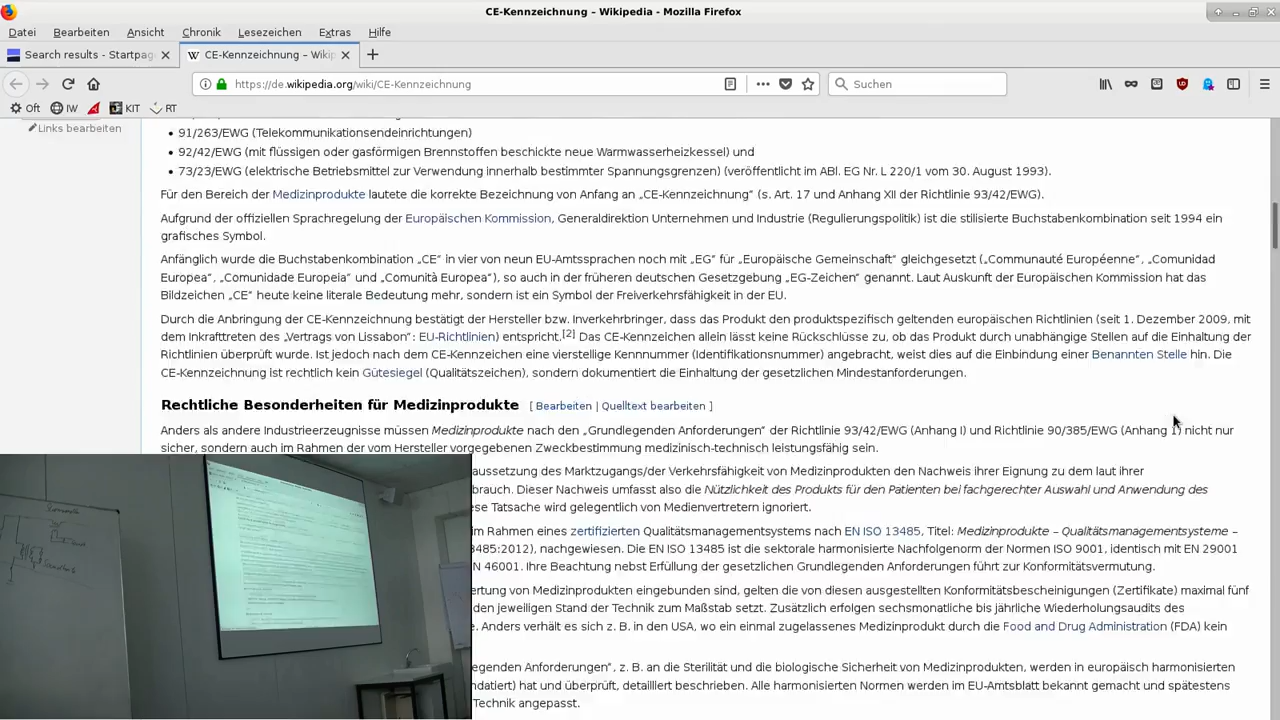 CE-Kennzeichnung – Wikipedia - Mozilla Firefox
Datei Bearbeiten Ansicht Chronik Lesezeichen Extras Hilfe
Search results - Startpag
CE-Kennzeichnung – Wikip
https://de.wikipedia.org/wiki/CE-Kennzeichnung
Suchen
Oft IW KIT RT
Links bearbeiten
• 91/263/EWG (Telekommunikationsendeinrichtungen)
• 92/42/EWG (mit flüssigen oder gasförmigen Brennstoffen beschickte neue Warmwasserheizkessel) und
• 73/23/EWG (elektrische Betriebsmittel zur Verwendung innerhalb bestimmter Spannungsgrenzen) (veröffentlicht im ABl. EG Nr. L 220/1 vom 30. August 1993).
Für den Bereich der Medizinprodukte lautete die korrekte Bezeichnung von Anfang an „CE-Kennzeichnung“ (s. Art. 17 und Anhang XII der Richtlinie 93/42/EWG).
Aufgrund der offiziellen Sprachregelung der Europäischen Kommission, Generaldirektion Unternehmen und Industrie (Regulierungspolitik) ist die stilisierte Buchstabenkombination seit 1994 ein
grafisches Symbol.
Anfänglich wurde die Buchstabenkombination „CE“ in vier von neun EU-Amtssprachen noch mit „EG“ für „Europäische Gemeinschaft“ gleichgesetzt („Communauté Européenne“, „Comunidad
Europea“, „Comunidade Europeia“ und „Comunità Europea“), so auch in der früheren deutschen Gesetzgebung „EG-Zeichen“ genannt. Laut Auskunft der Europäischen Kommission hat das
Bildzeichen „CE“ heute keine literale Bedeutung mehr, sondern ist ein Symbol der Freiverkehrsfähigkeit in der EU.
Durch die Anbringung der CE-Kennzeichnung bestätigt der Hersteller bzw. Inverkehrbringer, dass das Produkt den produktspezifisch geltenden europäischen Richtlinien (seit 1. Dezember 2009, mit
dem Inkrafttreten des „Vertrags von Lissabon“: EU-Richtlinien) entspricht.[2] Das CE-Kennzeichen allein lässt keine Rückschlüsse zu, ob das Produkt durch unabhängige Stellen auf die Einhaltung der
Richtlinien überprüft wurde. Ist jedoch nach dem CE-Kennzeichen eine vierstellige Kennnummer (Identifikationsnummer) angebracht, weist dies auf die Einbindung einer Benannten Stelle hin. Die
CE-Kennzeichnung ist rechtlich kein Gütesiegel (Qualitätszeichen), sondern dokumentiert die Einhaltung der gesetzlichen Mindestanforderungen.
Rechtliche Besonderheiten für Medizinprodukte [ Bearbeiten | Quelltext bearbeiten ]
Anders als andere Industrieerzeugnisse müssen Medizinprodukte nach den „Grundlegenden Anforderungen“ der Richtlinie 93/42/EWG (Anhang I) und Richtlinie 90/385/EWG (Anhang 1) nicht nur
sicher, sondern auch im Rahmen der vom Hersteller vorgegebenen Zweckbestimmung medizinisch-technisch leistungsfähig sein.
aussetzung des Marktzugangs/der Verkehrsfähigkeit von Medizinprodukten den Nachweis ihrer Eignung zu dem laut ihrer
brauch. Dieser Nachweis umfasst also die Nützlichkeit des Produkts für den Patienten bei fachgerechter Auswahl und Anwendung des
ese Tatsache wird gelegentlich von Medienvertretern ignoriert.
im Rahmen eines zertifizierten Qualitätsmanagementsystems nach EN ISO 13485, Titel: Medizinprodukte – Qualitätsmanagementsysteme –
3485:2012), nachgewiesen. Die EN ISO 13485 ist die sektorale harmonisierte Nachfolgenorm der Normen ISO 9001, identisch mit EN 29001
N 46001. Ihre Beachtung nebst Erfüllung der gesetzlichen Grundlegenden Anforderungen führt zur Konformitätsvermutung.
ertung von Medizinprodukten eingebunden sind, gelten die von diesen ausgestellten Konformitätsbescheinigungen (Zertifikate) maximal fünf
den jeweiligen Stand der Technik zum Maßstab setzt. Zusätzlich erfolgen sechsmonatliche bis jährliche Wiederholungsaudits des
. Anders verhält es sich z. B. in den USA, wo ein einmal zugelassenes Medizinprodukt durch die Food and Drug Administration (FDA) kein
egenden Anforderungen“, z. B. an die Sterilität und die biologische Sicherheit von Medizinprodukten, werden in europäisch harmonisierten
ndatiert) hat und überprüft, detailliert beschrieben. Alle harmonisierten Normen werden im EU-Amtsblatt bekannt gemacht und spätestens
Technik angepasst.